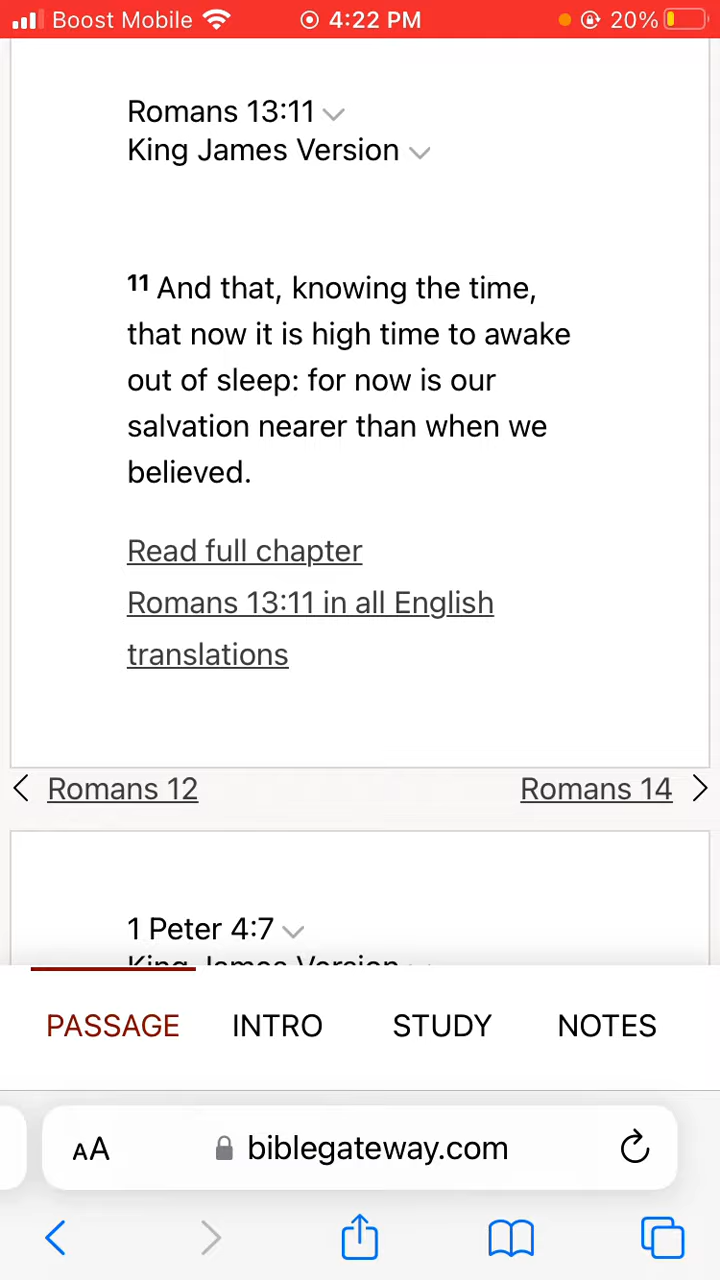 Boost Mobile 4:22 PM 20%
Romans 13:11
King James Version
11 And that, knowing the time,
that now it is high time to awake
out of sleep: for now is our
salvation nearer than when we
believed.
Read full chapter
Romans 13:11 in all English
translations
Romans 12 Romans 14
1 Peter 4:7
King James Version
PASSAGE INTRO STUDY NOTES
AA biblegateway.com